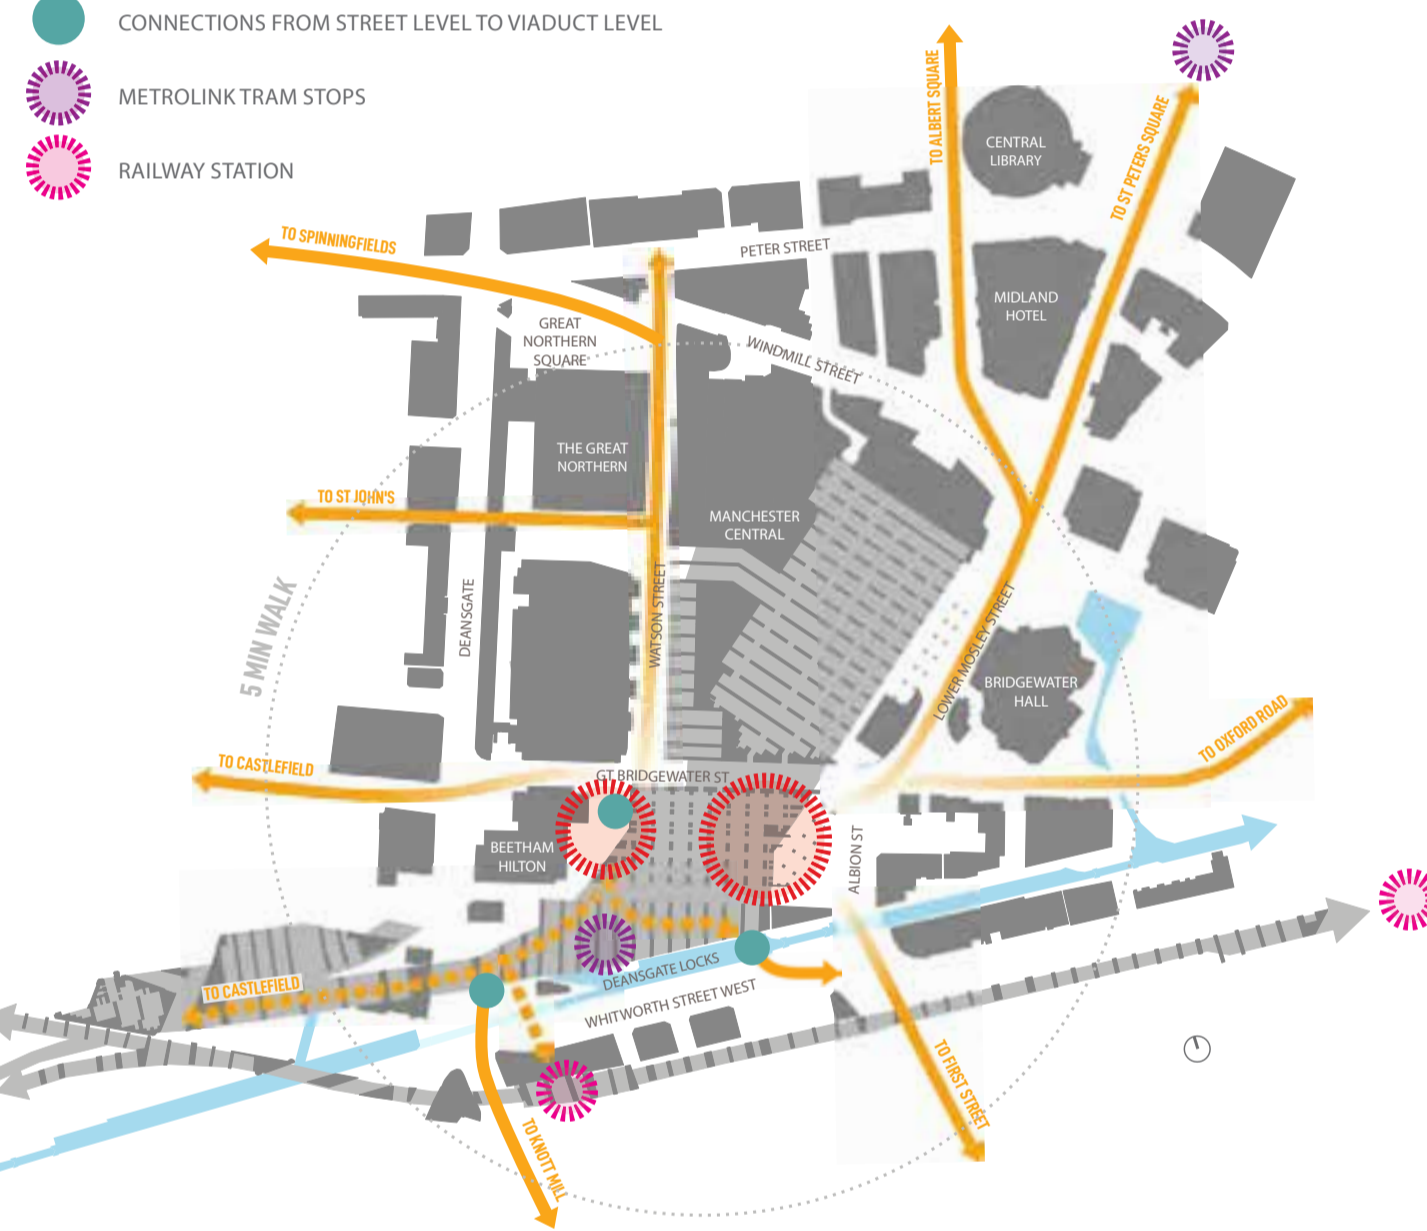 CONNECTIONS FROM STREET LEVEL TO VIADUCT LEVEL
METROLINK TRAM STOPS
RAILWAY STATION
TO ALBERT SQUARE
CENTRAL
LIBRARY
TO ST PETERS SQUARE
TO SPINNINGFIELDS
PETER STREET
MIDLAND
HOTEL
GREAT
NORTHERN
SQUARE
WINDMILL STREET
THE GREAT
NORTHERN
TO ST JOHN'S
MANCHESTER
CENTRAL
5 MIN WALK
DEANSGATE
WATSON STREET
LOWER MOSLEY STREET
BRIDGEWATER
HALL
TO OXFORD ROAD
TO CASTLEFIELD
GT BRIDGEWATER ST
BEETHAM
HILTON
ALBION ST
TO CASTLEFIELD
DEANSGATE LOCKS
WHITWORTH STREET WEST
TO FIRST STREET
TO KNOTT MILL